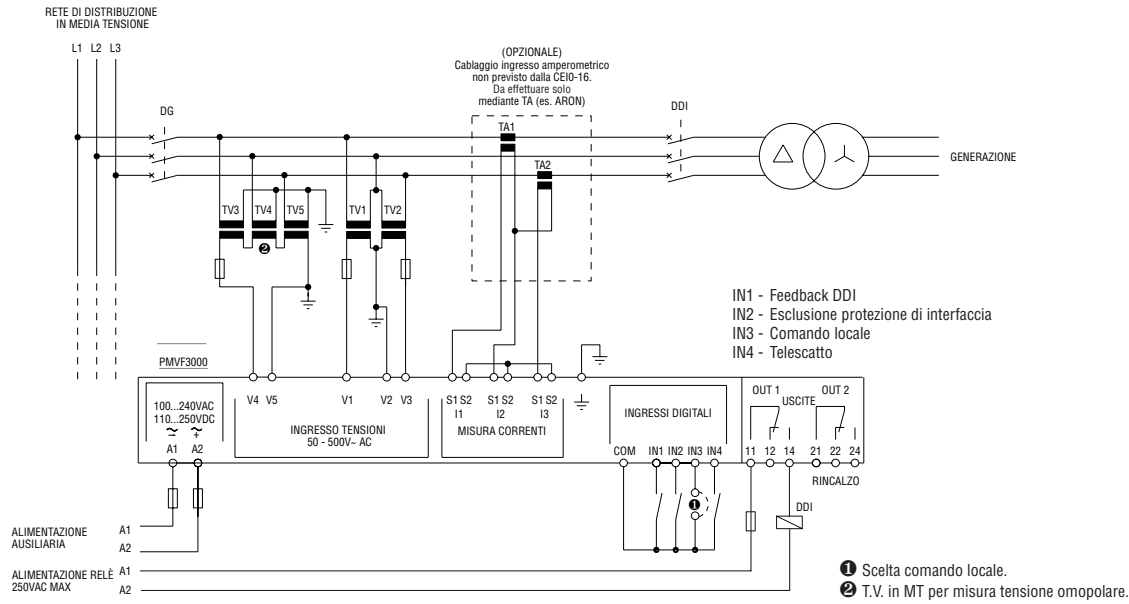 RETE DI DISTRIBUZIONE
IN MEDIA TENSIONE
L1 L2 L3
(OPZIONALE)
Cablaggio ingresso amperometrico
non previsto dalla CEI0-16.
Da effettuare solo
mediante TA (es. ARON)
DG
DDI
TA1
TA2
GENERAZIONE
TV3 TV4 TV5
TV1 TV2
❷
IN1 - Feedback DDI
IN2 - Esclusione protezione di interfaccia
IN3 - Comando locale
IN4 - Telescatto
PMVF3000
100...240VAC
110...250VDC
~ ~
− +
A1 A2
V4 V5 V1 V2 V3
INGRESSO TENSIONI
50 - 500V~ AC
S1 S2 S1 S2 S1 S2
I1 I2 I3
MISURA CORRENTI
INGRESSI DIGITALI
COM IN1 IN2 IN3 IN4
OUT 1 OUT 2
USCITE
11 12 14 21 22 24
RINCALZO
❶
DDI
ALIMENTAZIONE
AUSILIARIA
A1
A2
ALIMENTAZIONE RELÈ
250VAC MAX
A1
A2
❶ Scelta comando locale.
❷ T.V. in MT per misura tensione omopolare.